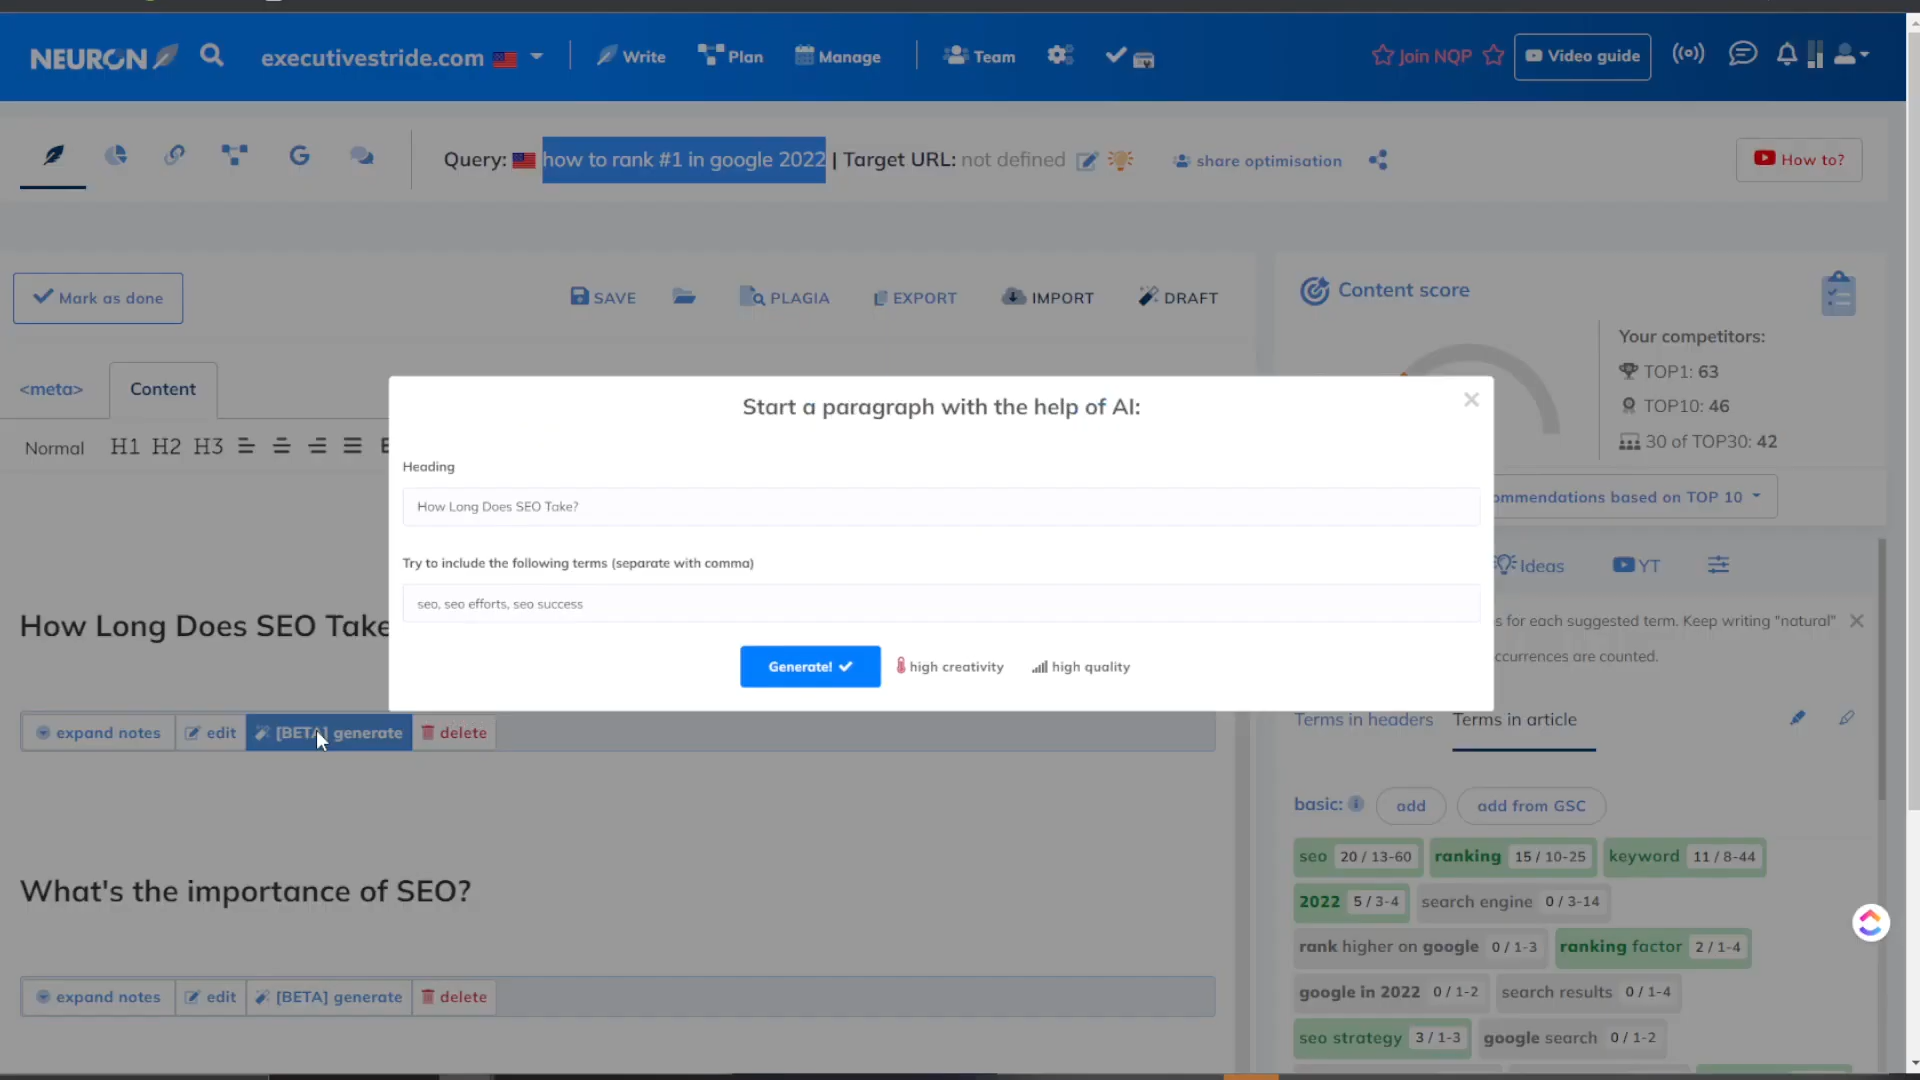 NEURON executivestride.com Write Plan Manage Team Join NQP Video guide
Query: how to rank #1 in google 2022 | Target URL: not defined share optimisation How to?
Mark as done SAVE PLAGIA EXPORT IMPORT DRAFT
Content score
Your competitors:
TOP1: 63
TOP10: 46
30 of TOP30: 42
<meta> Content
Normal H1 H2 H3
Start a paragraph with the help of AI:
Heading
How Long Does SEO Take?
Try to include the following terms (separate with comma)
seo, seo efforts, seo success
Generate! high creativity high quality
ommendations based on TOP 10
Ideas YT
s for each suggested term. Keep writing "natural"
ccurrences are counted.
How Long Does SEO Take
expand notes edit [BETA] generate delete
What's the importance of SEO?
expand notes edit [BETA] generate delete
Terms in headers Terms in article
basic: add add from GSC
seo 20 / 13-60 ranking 15 / 10-25 keyword 11 / 8-44
2022 5 / 3-4 search engine 0 / 3-14
rank higher on google 0 / 1-3 ranking factor 2 / 1-4
google in 2022 0 / 1-2 search results 0 / 1-4
seo strategy 3 / 1-3 google search 0 / 1-2